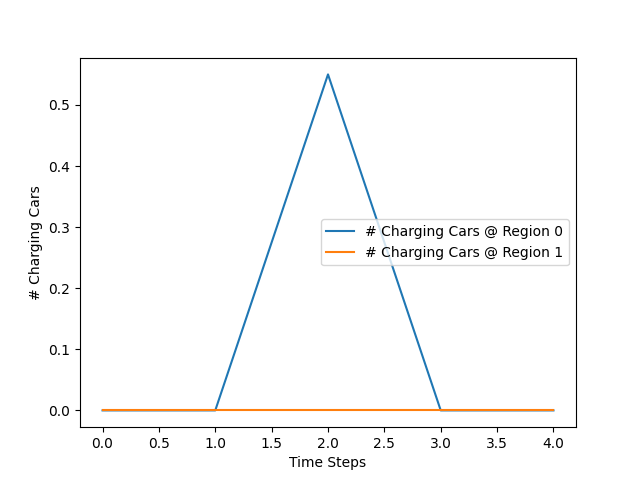 0.5
0.4
0.3
0.2
0.1
0.0
# Charging Cars
# Charging Cars @ Region 0
# Charging Cars @ Region 1
0.0 0.5 1.0 1.5 2.0 2.5 3.0 3.5 4.0
Time Steps